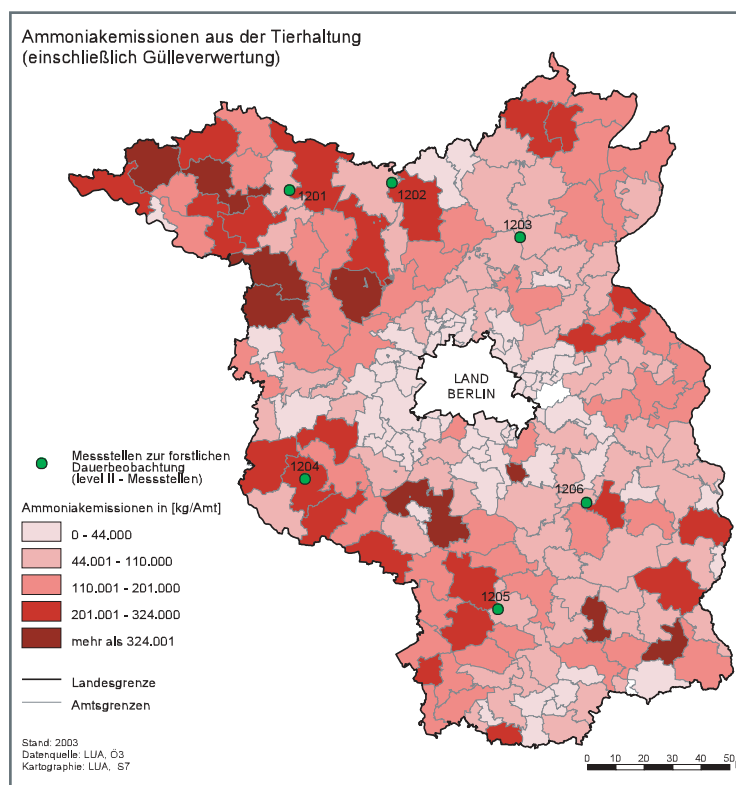 Ammoniakemissionen aus der Tierhaltung
(einschließlich Gülleverwertung)
1201
1202
1203
LAND
BERLIN
Messstellen zur forstlichen
Dauerbeobachtung
(level II - Messstellen)
1204
1206
Ammoniakemissionen in [kg/Amt]
0 - 44.000
44.001 - 110.000
110.001 - 201.000
201.001 - 324.000
mehr als 324.001
1205
Landesgrenze
Amtsgrenzen
Stand: 2003
Datenquelle: LUA, Ö3
Kartographie: LUA, S7
0 10 20 30 40 50